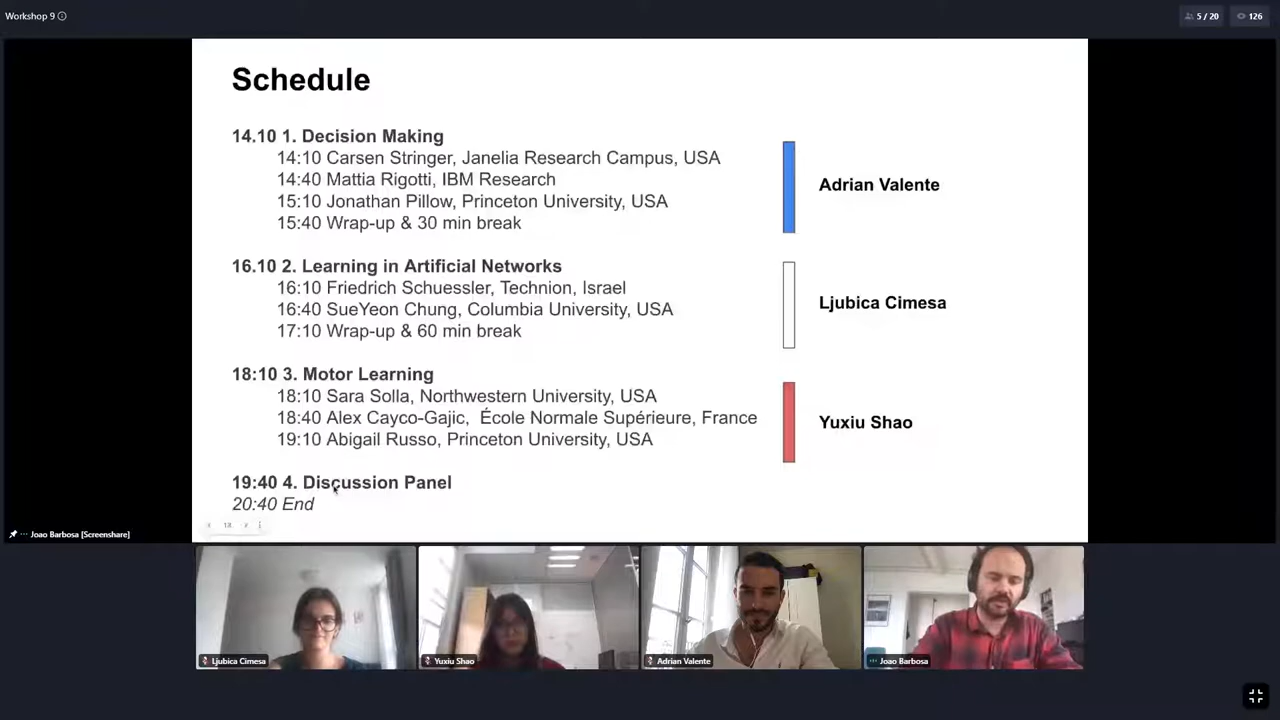 Workshop 9
5 / 20
126
Schedule
14.10 1. Decision Making
14:10 Carsen Stringer, Janelia Research Campus, USA
14:40 Mattia Rigotti, IBM Research
15:10 Jonathan Pillow, Princeton University, USA
15:40 Wrap-up & 30 min break
Adrian Valente
16.10 2. Learning in Artificial Networks
16:10 Friedrich Schuessler, Technion, Israel
16:40 SueYeon Chung, Columbia University, USA
17:10 Wrap-up & 60 min break
Ljubica Cimesa
18:10 3. Motor Learning
18:10 Sara Solla, Northwestern University, USA
18:40 Alex Cayco-Gajic, École Normale Supérieure, France
19:10 Abigail Russo, Princeton University, USA
Yuxiu Shao
19:40 4. Discussion Panel
20:40 End
Joao Barbosa [Screenshare]
Ljubica Cimesa
Yuxiu Shao
Adrian Valente
Joao Barbosa